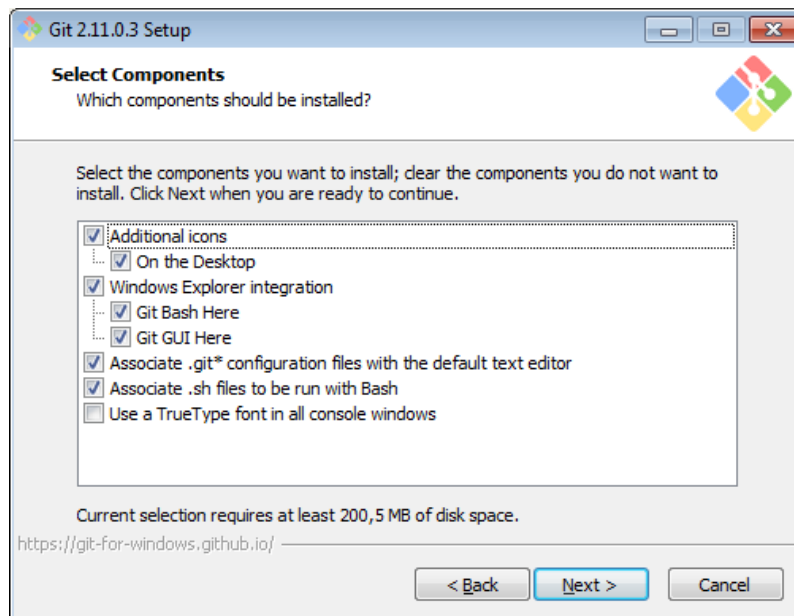 Git 2.11.0.3 Setup
Select Components
Which components should be installed?
Select the components you want to install; clear the components you do not want to
install. Click Next when you are ready to continue.
Additional icons
On the Desktop
Windows Explorer integration
Git Bash Here
Git GUI Here
Associate .git* configuration files with the default text editor
Associate .sh files to be run with Bash
Use a TrueType font in all console windows
Current selection requires at least 200,5 MB of disk space.
https://git-for-windows.github.io/
< Back
Next >
Cancel